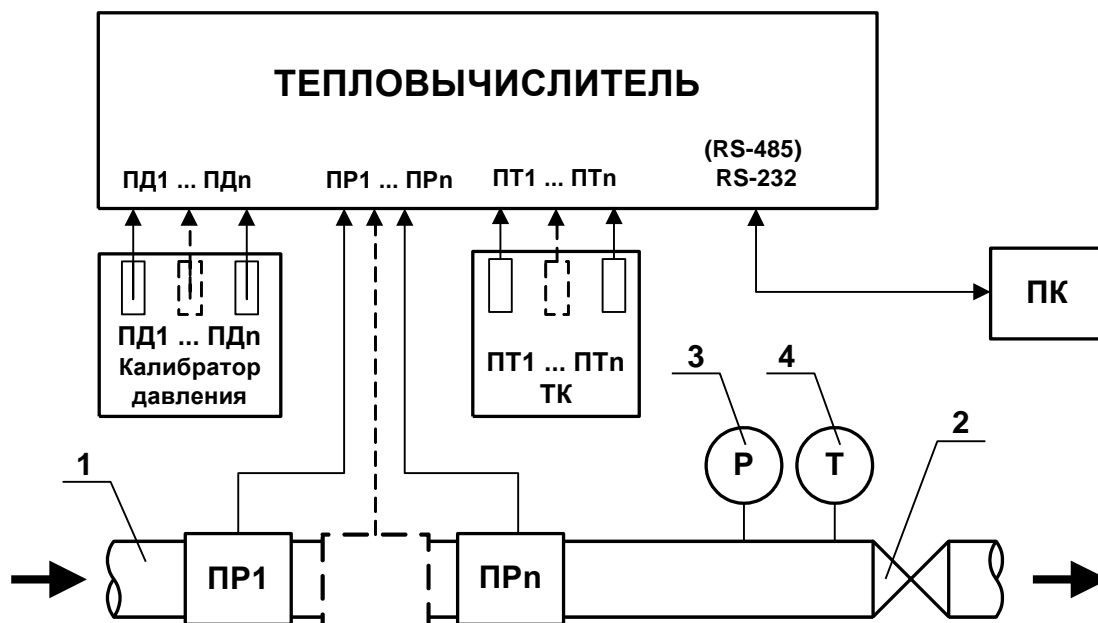 ТЕПЛОВЫЧИСЛИТЕЛЬ
(RS-485)
ПД1 ... ПДn ПР1 ... ПРn ПТ1 ... ПТn RS-232
ПД1 ... ПДn
Калибратор
давления
ПТ1 ... ПТn
ТК
ПК
3
4
P
T
2
1
ПР1
ПРn